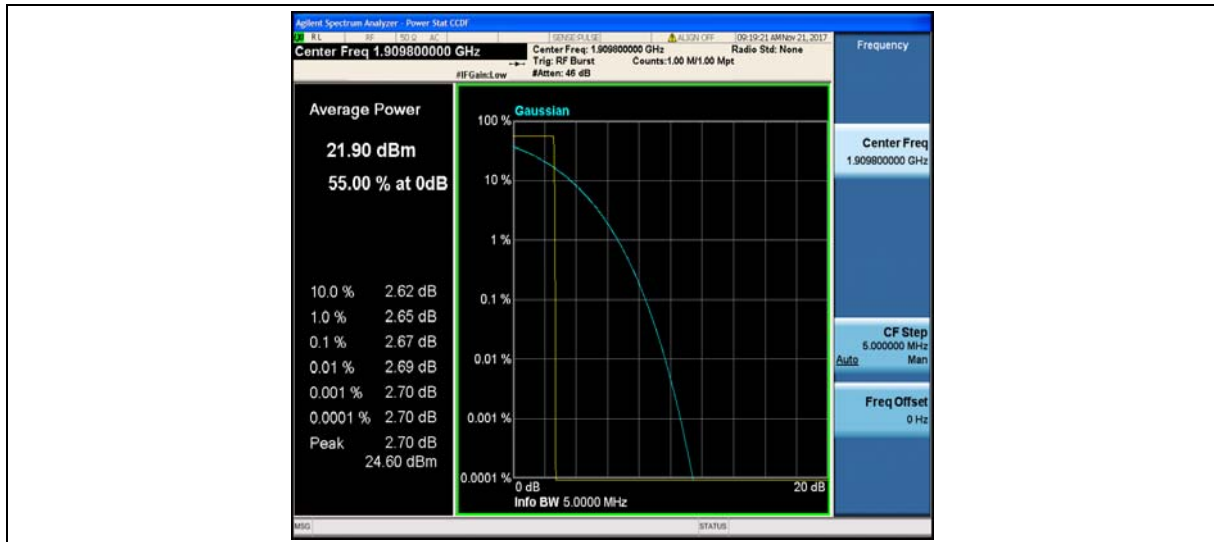 Agilent Spectrum Analyzer - Power Stat CCDF
RL RF 50 Ω AC SENSE:PULSE ALIGN OFF 09:19:21 AM Nov 21, 2017
Center Freq 1.909800000 GHz
Center Freq: 1.909800000 GHz Radio Std: None
Trig: RF Burst Counts:1.00 M/1.00 Mpt
#IFGain:Low #Atten: 46 dB
Frequency
Average Power
21.90 dBm
55.00 % at 0dB
10.0 % 2.62 dB
1.0 % 2.65 dB
0.1 % 2.67 dB
0.01 % 2.69 dB
0.001 % 2.70 dB
0.0001 % 2.70 dB
Peak 2.70 dB
24.60 dBm
Gaussian
100 %
10 %
1 %
0.1 %
0.01 %
0.001 %
0.0001 %
0 dB 20 dB
Info BW 5.0000 MHz
Center Freq
1.909800000 GHz
CF Step
5.000000 MHz
Auto Man
Freq Offset
0 Hz
MSG STATUS